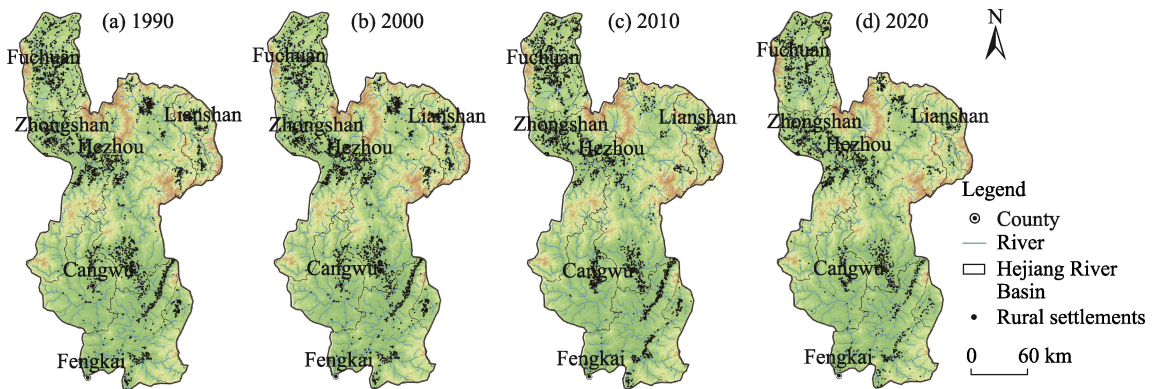 (a) 1990
Fuchuan
Zhongshan
Lianshan
Hezhou
Cangwu
Fengkai
(b) 2000
Fuchuan
Zhongshan
Lianshan
Hezhou
Cangwu
Fengkai
(c) 2010
Fuchuan
Zhongshan
Lianshan
Hezhou
Cangwu
Fengkai
(d) 2020
Fuchuan
Zhongshan
Lianshan
Hezhou
Cangwu
Fengkai
N
Legend
County
River
Hejiang River
Basin
Rural settlements
0 60 km